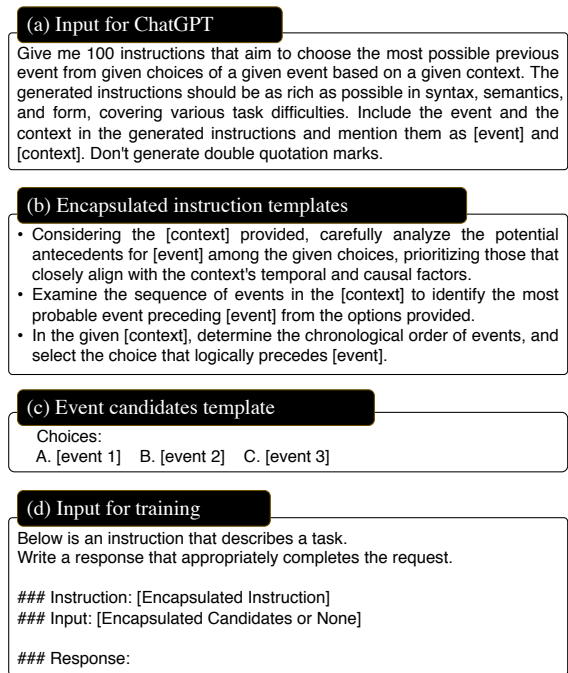 (a) Input for ChatGPT
Give me 100 instructions that aim to choose the most possible previous
event from given choices of a given event based on a given context. The
generated instructions should be as rich as possible in syntax, semantics,
and form, covering various task difficulties. Include the event and the
context in the generated instructions and mention them as [event] and
[context]. Don't generate double quotation marks.
(b) Encapsulated instruction templates
• Considering the [context] provided, carefully analyze the potential
antecedents for [event] among the given choices, prioritizing those that
closely align with the context's temporal and causal factors.
• Examine the sequence of events in the [context] to identify the most
probable event preceding [event] from the options provided.
• In the given [context], determine the chronological order of events, and
select the choice that logically precedes [event].
(c) Event candidates template
Choices:
A. [event 1] B. [event 2] C. [event 3]
(d) Input for training
Below is an instruction that describes a task.
Write a response that appropriately completes the request.
### Instruction: [Encapsulated Instruction]
### Input: [Encapsulated Candidates or None]
### Response: